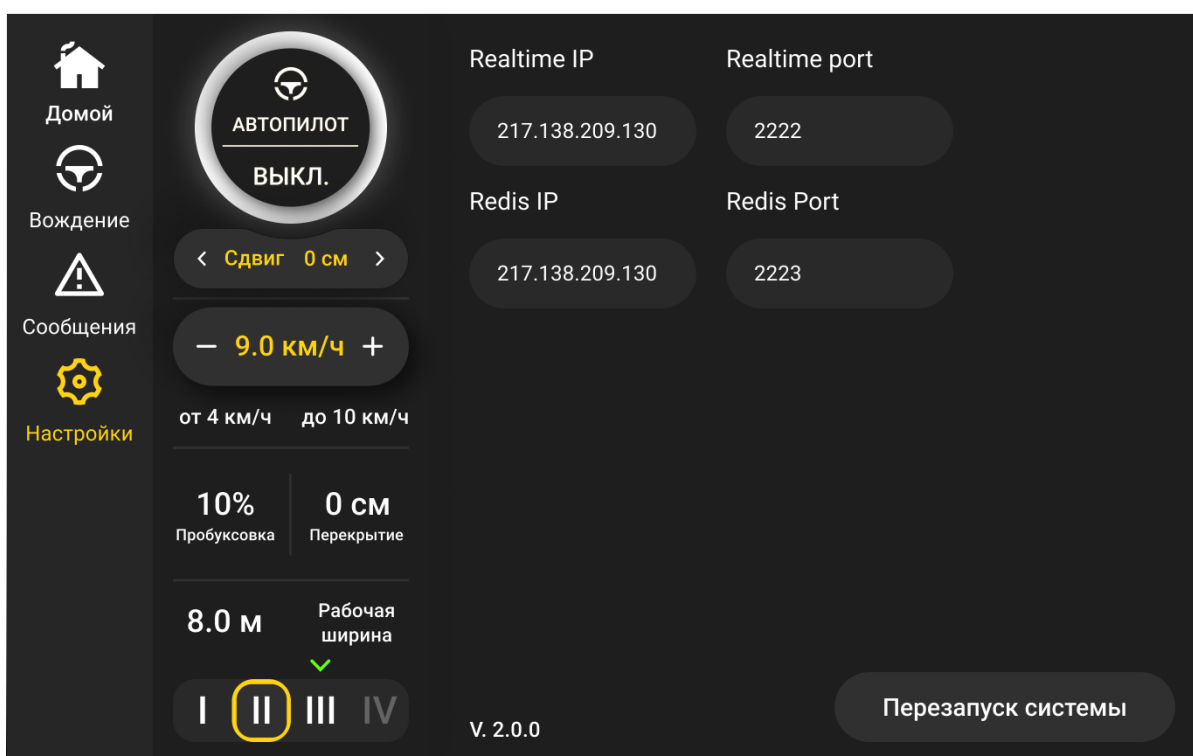 Домой
Вождение
Сообщения
Настройки
АВТОПИЛОТ
ВЫКЛ.
< Сдвиг 0 см >
− 9.0 км/ч +
от 4 км/ч до 10 км/ч
10% 0 см
Пробуксовка Перекрытие
8.0 м Рабочая
ширина
I II III IV
Realtime IP Realtime port
217.138.209.130 2222
Redis IP Redis Port
217.138.209.130 2223
V. 2.0.0
Перезапуск системы